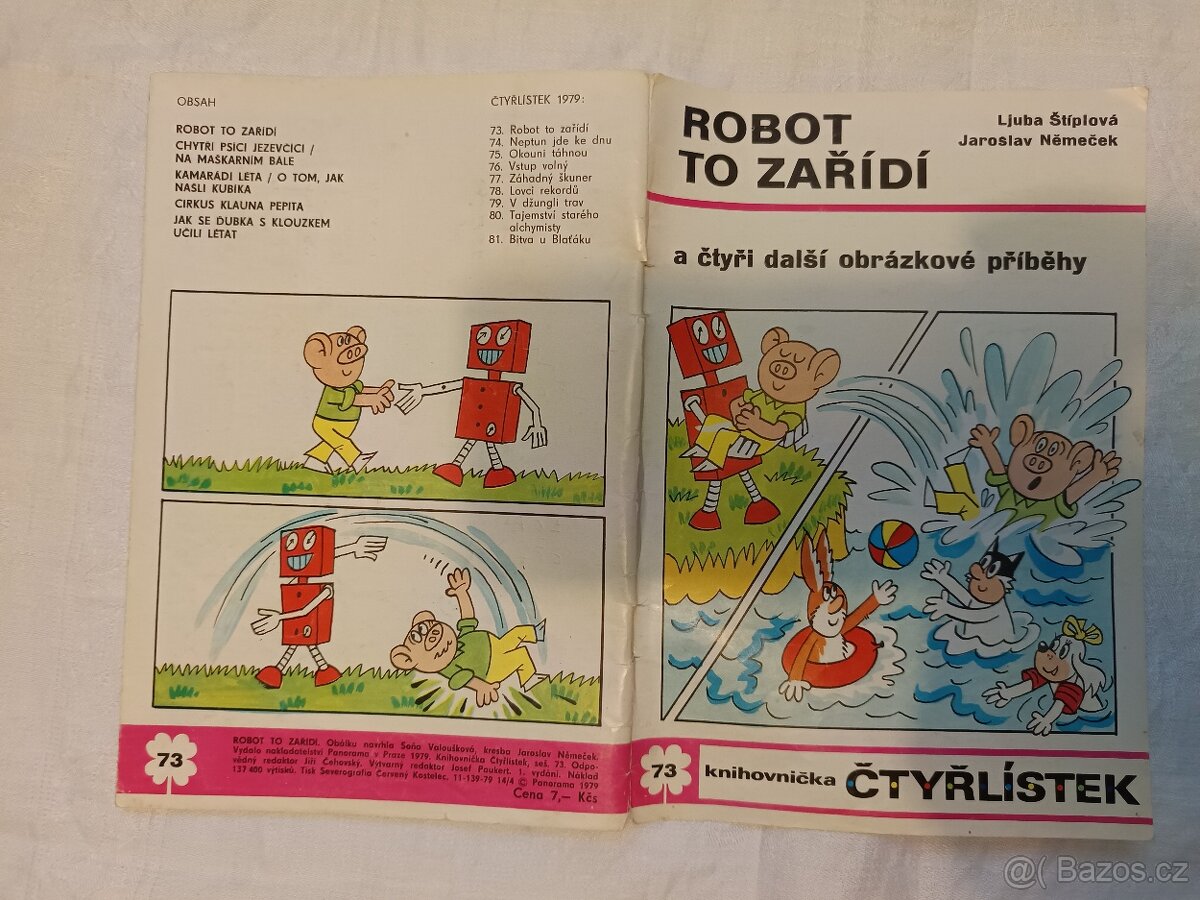 OBSAH
ROBOT TO ZAŘÍDÍ
CHYTŘÍ PSÍCI JEZEVČÍCI /
NA MAŠKARNÍM BÁLE
KAMARÁDI LÉTA / O TOM, JAK
NAŠLI KUBÍKA
CIRKUS KLAUNA PEPITA
JAK SE ĎUBKA S KLOUZKEM
UČILI LÉTAT
ČTYŘLÍSTEK 1979:
73. Robot to zařídí
74. Neptun jde ke dnu
75. Okouni táhnou
76. Vstup volný
77. Záhadný škuner
78. Lovci rekordů
79. V džungli trav
80. Tajemství starého
alchymisty
81. Bitva u Blaťáku
73
ROBOT TO ZAŘÍDÍ. Obálku navrhla Soňa Valoušková, kresba Jaroslav Němeček.
Vydalo nakladatelství Panorama v Praze 1979. Knihovnička Čtyřlístek, seš. 73. Odpo-
vědný redaktor Jiří Čehovský. Výtvarný redaktor Josef Paukert. 1. vydání. Náklad
137 400 výtisků. Tisk Severografia Červený Kostelec. 11-139-79 14/4 © Panorama 1979
Cena 7,– Kčs
ROBOT
TO ZAŘÍDÍ
Ljuba Štíplová
Jaroslav Němeček
a čtyři další obrázkové příběhy
73
knihovnička ČTYŘLÍSTEK
@( Bazos.cz